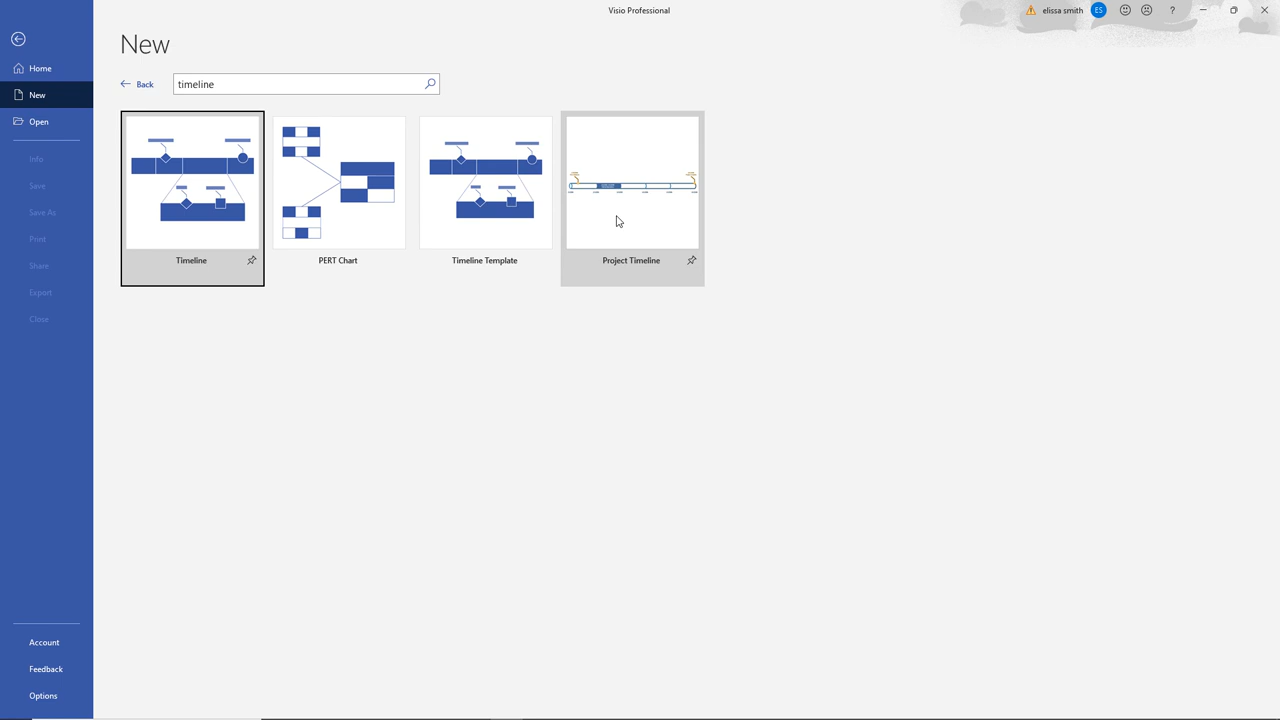 Visio Professional
elissa smith
ES
?
New
Home
New
Open
Info
Save
Save As
Print
Share
Export
Close
Account
Feedback
Options
Back
timeline
Timeline
PERT Chart
Timeline Template
Project Timeline